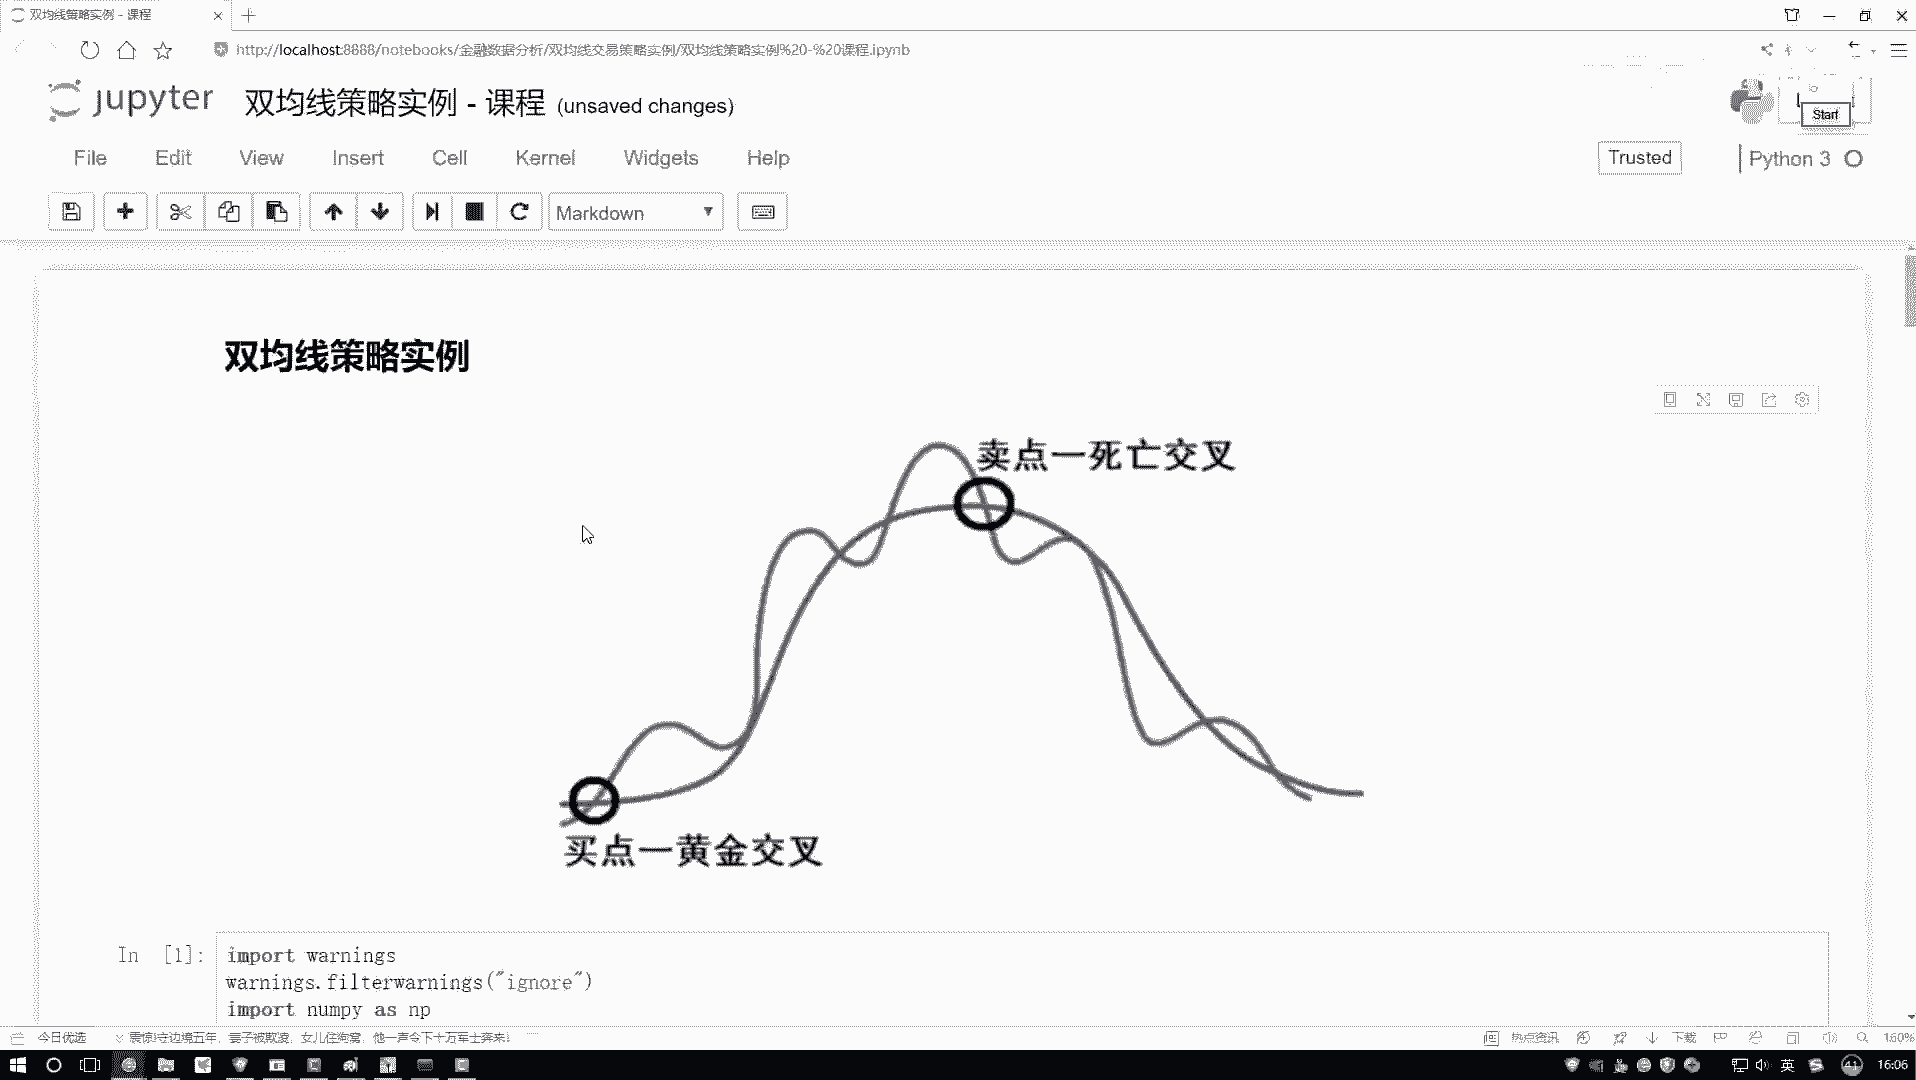 双均线策略实例 - 课程
http://localhost:8888/notebooks/金融数据分析/双均线交易策略实例/双均线策略实例%20-%20课程.ipynb
jupyter 双均线策略实例 - 课程 (unsaved changes)
Start
File Edit View Insert Cell Kernel Widgets Help
Trusted
Python 3
Markdown
双均线策略实例
卖点一死亡交叉
买点一黄金交叉
In [1]:
import warnings
warnings.filterwarnings("ignore")
import numpy as np
今日优选
震惊!守边境五年, 妻子被欺凌, 女儿住狗窝, 他一声令下十万军士奔来!
热点资讯
下载
160%
英
41
16:06